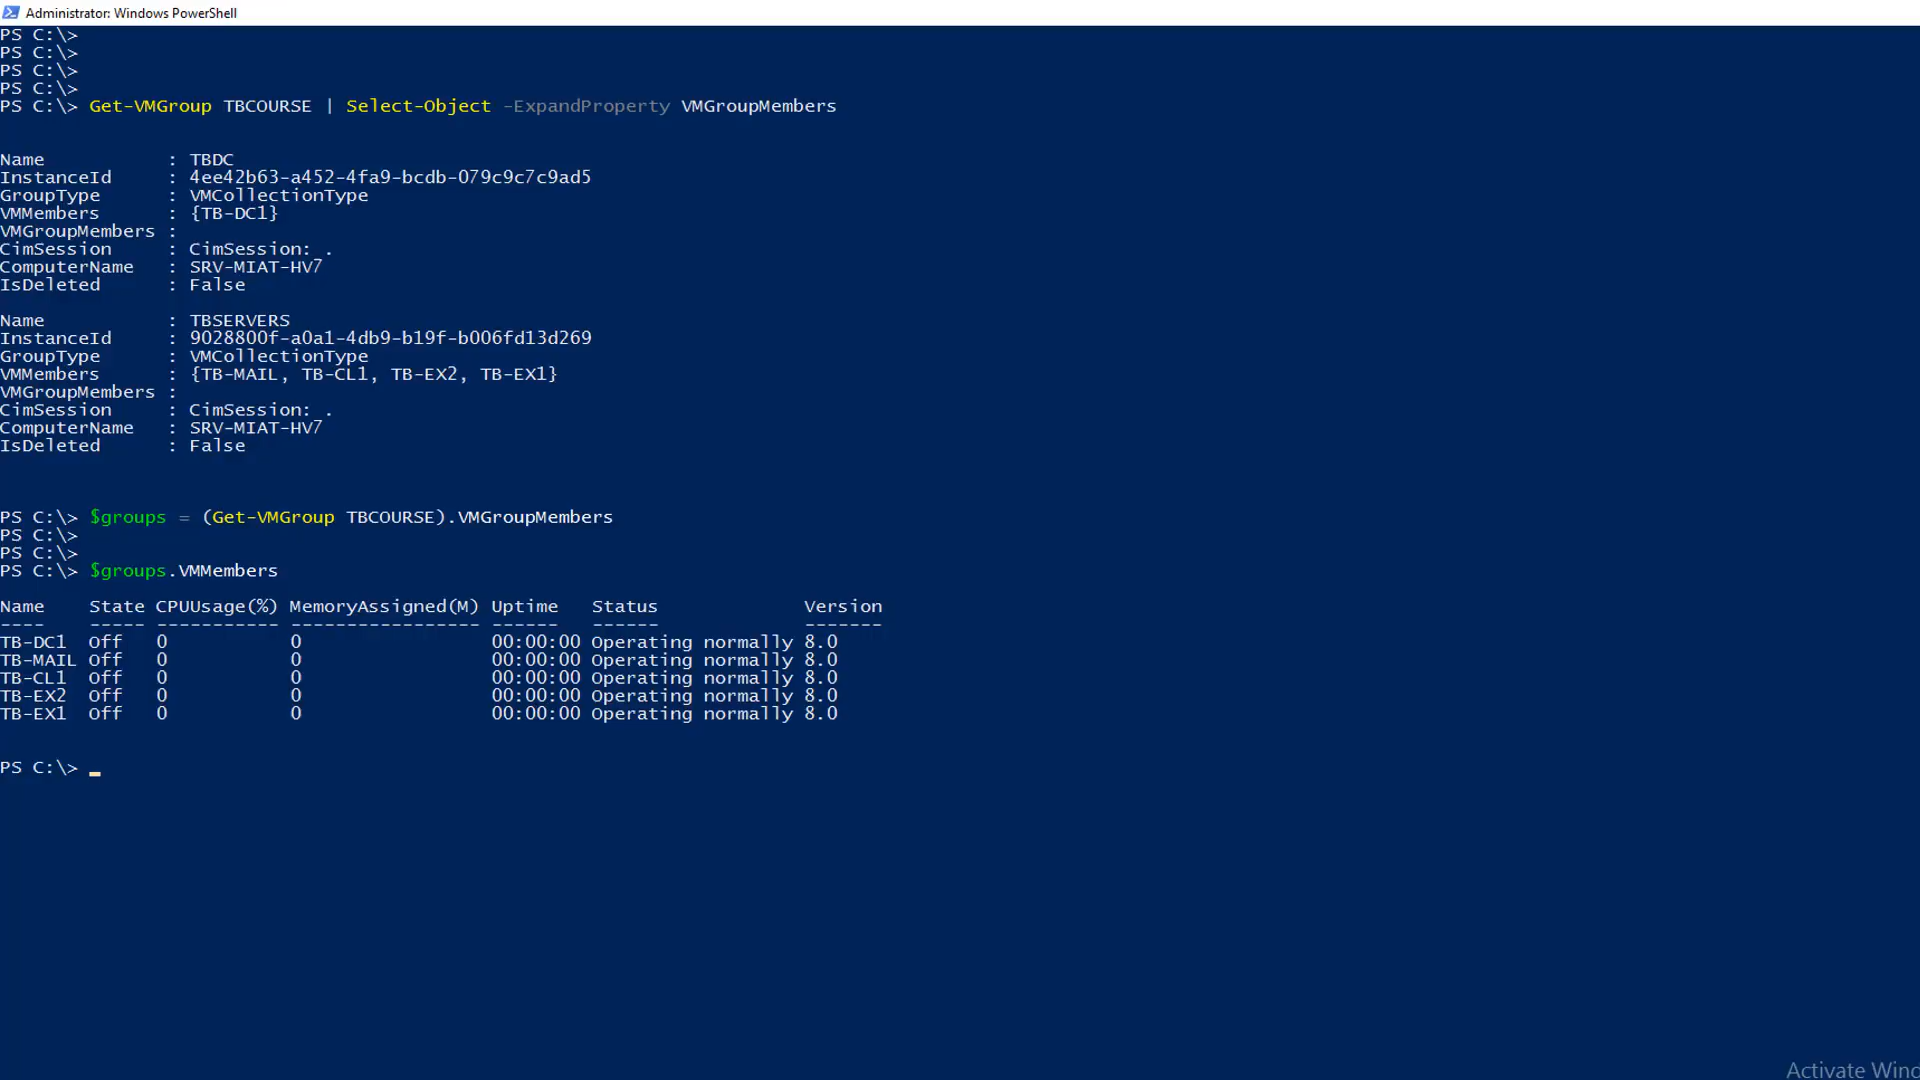 Administrator: Windows PowerShell
PS C:\>
PS C:\>
PS C:\>
PS C:\>
PS C:\> Get-VMGroup TBCOURSE | Select-Object -ExpandProperty VMGroupMembers
Name           : TBDC
InstanceId     : 4ee42b63-a452-4fa9-bcdb-079c9c7c9ad5
GroupType      : VMCollectionType
VMMembers      : {TB-DC1}
VMGroupMembers :
CimSession     : CimSession: .
ComputerName   : SRV-MIAT-HV7
IsDeleted      : False
Name           : TBSERVERS
InstanceId     : 9028800f-a0a1-4db9-b19f-b006fd13d269
GroupType      : VMCollectionType
VMMembers      : {TB-MAIL, TB-CL1, TB-EX2, TB-EX1}
VMGroupMembers :
CimSession     : CimSession: .
ComputerName   : SRV-MIAT-HV7
IsDeleted      : False
PS C:\> $groups = (Get-VMGroup TBCOURSE).VMGroupMembers
PS C:\>
PS C:\>
PS C:\> $groups.VMMembers
Name    State CPUUsage(%) MemoryAssigned(M) Uptime   Status             Version
----    ----- ----------- ----------------- ------   ------             -------
TB-DC1  Off   0           0                 00:00:00 Operating normally 8.0
TB-MAIL Off   0           0                 00:00:00 Operating normally 8.0
TB-CL1  Off   0           0                 00:00:00 Operating normally 8.0
TB-EX2  Off   0           0                 00:00:00 Operating normally 8.0
TB-EX1  Off   0           0                 00:00:00 Operating normally 8.0
PS C:\> _
Activate Wind